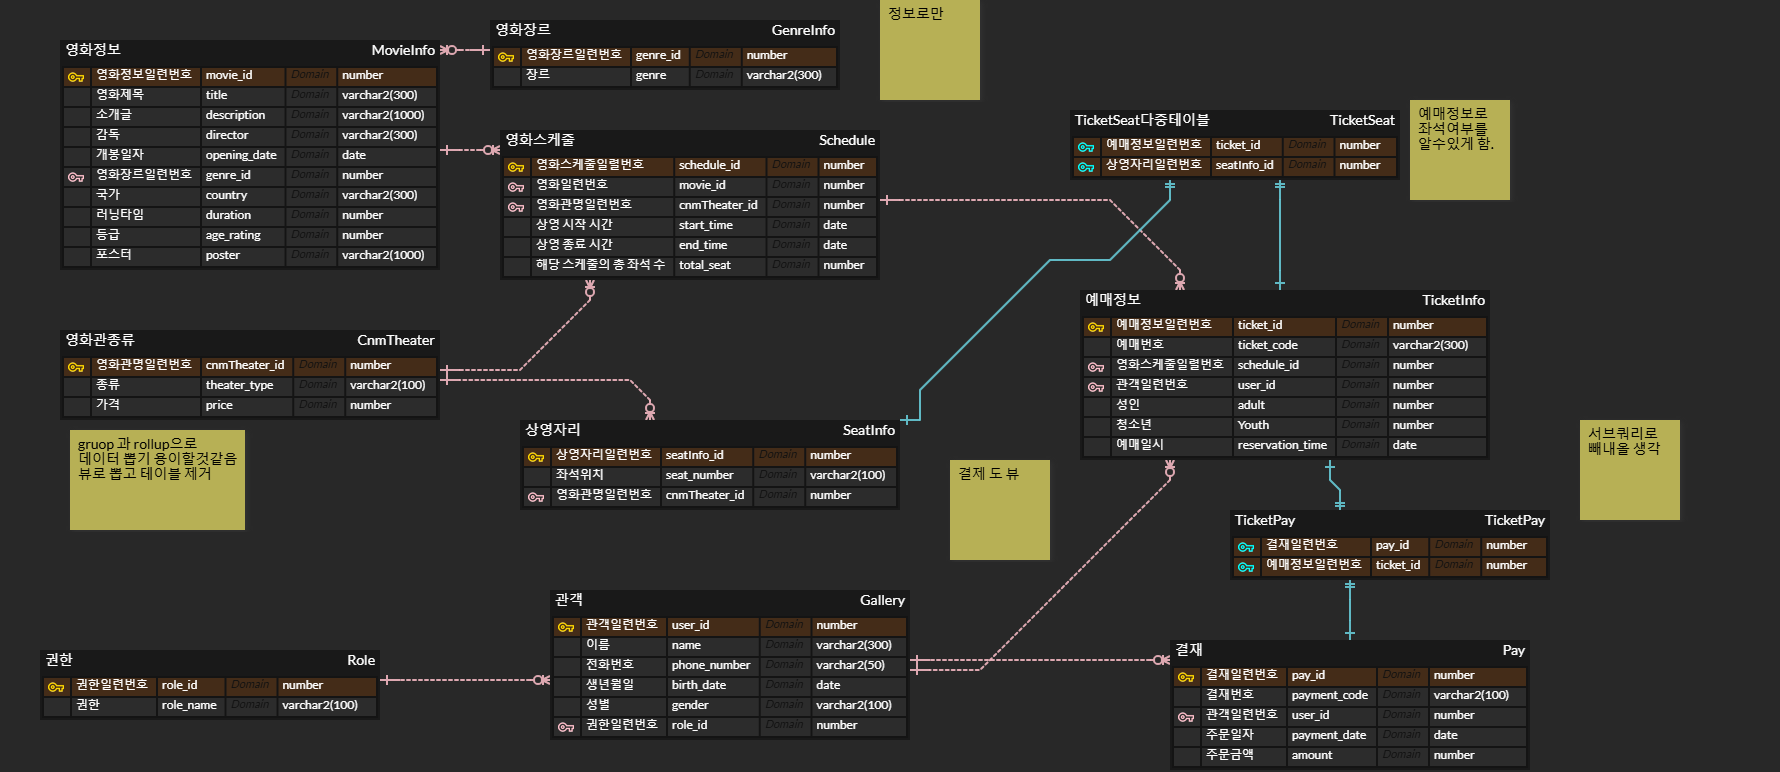 정보로만
영화장르 GenreInfo
영화장르일련번호 genre_id Domain number
장르 genre Domain varchar2(300)
영화정보 MovieInfo
영화정보일련번호 movie_id Domain number
영화제목 title Domain varchar2(300)
소개글 description Domain varchar2(1000)
감독 director Domain varchar2(300)
개봉일자 opening_date Domain date
영화장르일련번호 genre_id Domain number
국가 country Domain varchar2(300)
러닝타임 duration Domain number
등급 age_rating Domain number
포스터 poster Domain varchar2(1000)
영화스케줄 Schedule
영화스케줄일렬번호 schedule_id Domain number
영화일련번호 movie_id Domain number
영화관명일련번호 cnmTheater_id Domain number
상영 시작 시간 start_time Domain date
상영 종료 시간 end_time Domain date
해당 스케줄의 총 좌석 수 total_seat Domain number
TicketSeat다중테이블 TicketSeat
예매정보일련번호 ticket_id Domain number
상영자리일련번호 seatInfo_id Domain number
예매정보로
좌석여부를
알수있게 함.
예매정보 TicketInfo
예매정보일련번호 ticket_id Domain number
예매번호 ticket_code Domain varchar2(300)
영화스케줄일렬번호 schedule_id Domain number
관객일련번호 user_id Domain number
성인 adult Domain number
청소년 Youth Domain number
예매일시 reservation_time Domain date
영화관종류 CnmTheater
영화관명일련번호 cnmTheater_id Domain number
종류 theater_type Domain varchar2(100)
가격 price Domain number
gruop 과 rollup으로
데이터 뽑기 용이할것같음
뷰로 뽑고 테이블 제거
상영자리 SeatInfo
상영자리일련번호 seatInfo_id Domain number
좌석위치 seat_number Domain varchar2(100)
영화관명일련번호 cnmTheater_id Domain number
결제 도 뷰
서브쿼리로
빼내올 생각
TicketPay TicketPay
결재일련번호 pay_id Domain number
예매정보일련번호 ticket_id Domain number
관객 Gallery
관객일련번호 user_id Domain number
이름 name Domain varchar2(300)
전화번호 phone_number Domain varchar2(50)
생년월일 birth_date Domain date
성별 gender Domain varchar2(100)
권한일련번호 role_id Domain number
권한 Role
권한일련번호 role_id Domain number
권한 role_name Domain varchar2(100)
결재 Pay
결재일련번호 pay_id Domain number
결재번호 payment_code Domain varchar2(100)
관객일련번호 user_id Domain number
주문일자 payment_date Domain date
주문금액 amount Domain number